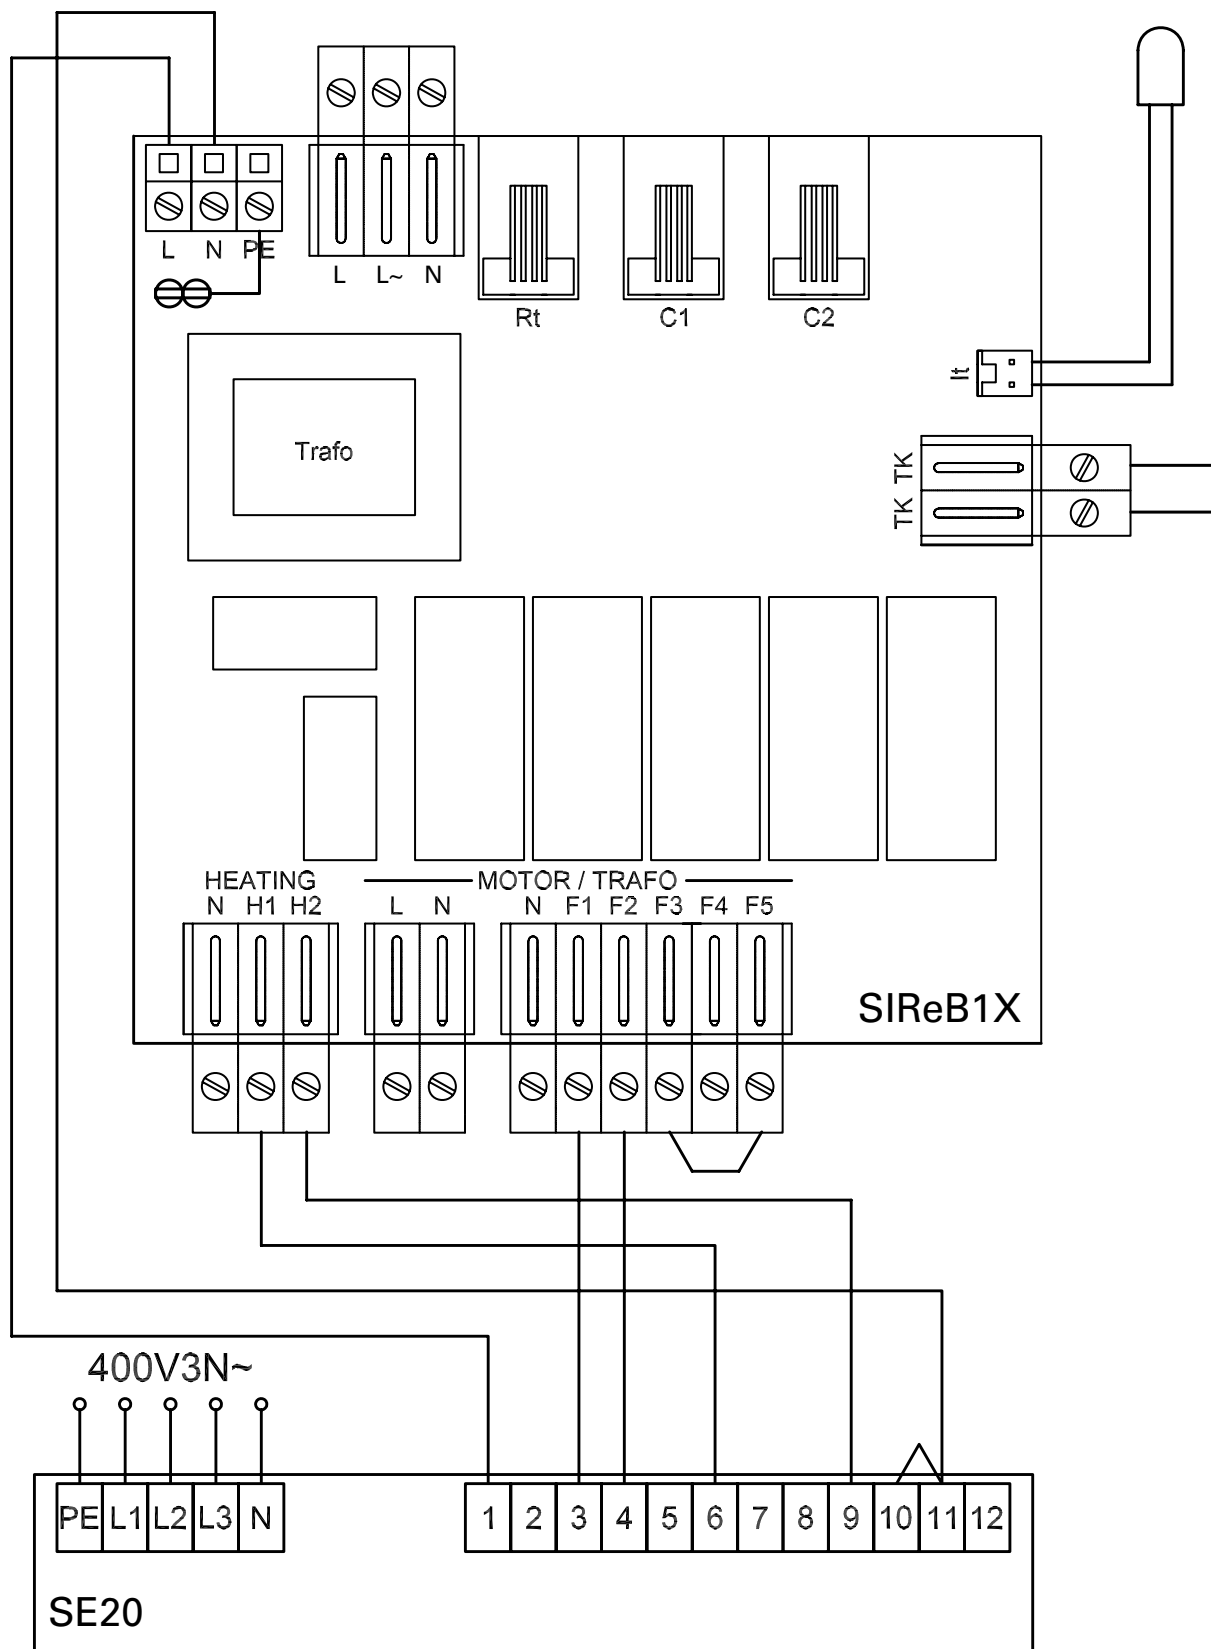 L N PE
L L~ N
Rt C1 C2
It
TK
TK
Trafo
HEATING MOTOR / TRAFO
N H1 H2 L N N F1 F2 F3 F4 F5
SIReB1X
400V3N~
PE L1 L2 L3 N 1 2 3 4 5 6 7 8 9 10 11 12
SE20